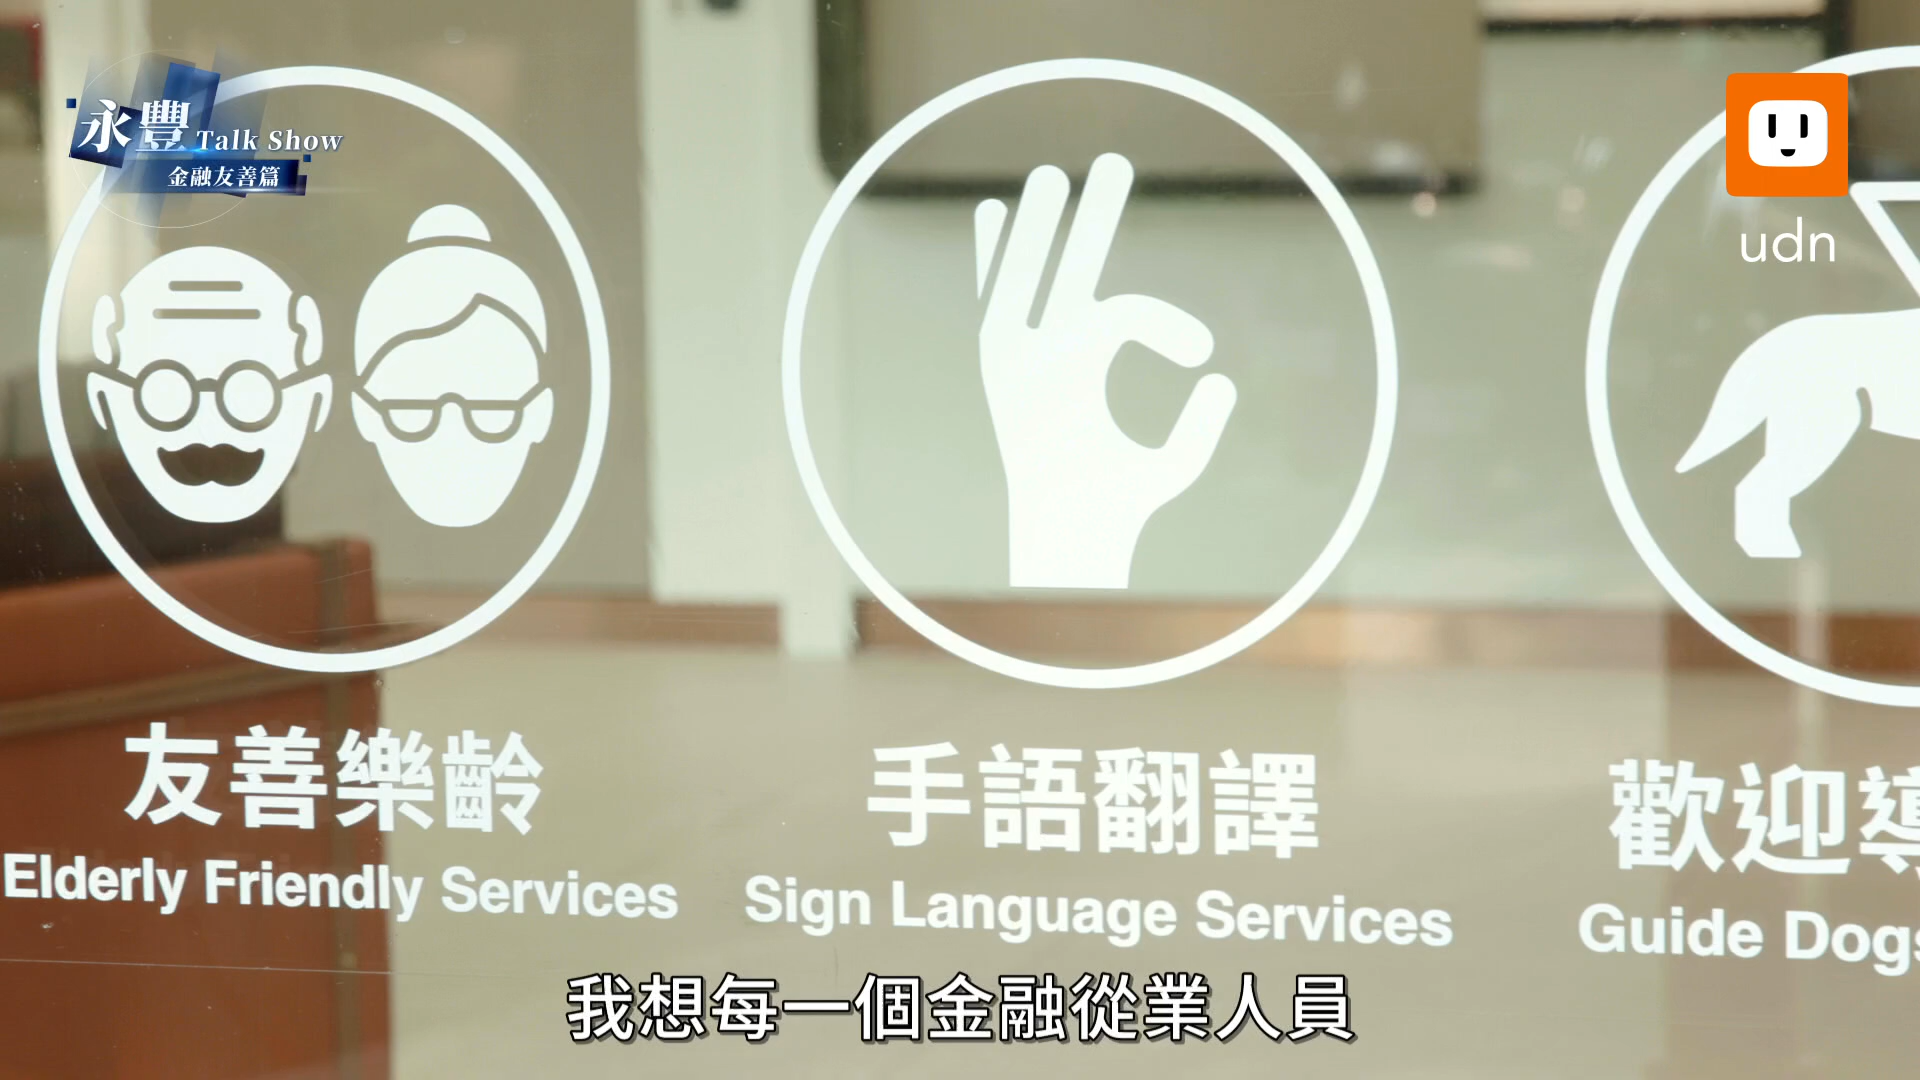 永豐 Talk Show
金融友善篇
udn
友善樂齡
Elderly Friendly Services
手語翻譯
Sign Language Services
歡迎導
Guide Dogs
我想每一個金融從業人員